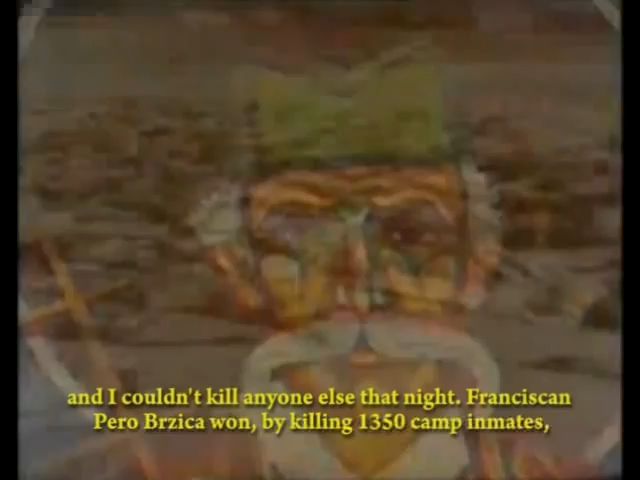 and I couldn't kill anyone else that night. Franciscan
Pero Brzica won, by killing 1350 camp inmates,